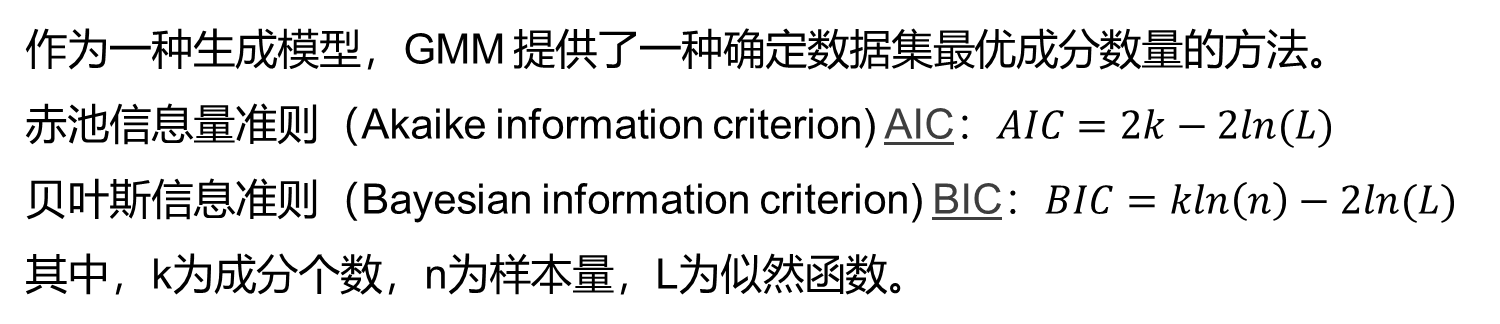 作为一种生成模型，GMM 提供了一种确定数据集最优成分数量的方法。
赤池信息量准则（Akaike information criterion) AIC：AIC = 2k − 2ln(L)
贝叶斯信息准则（Bayesian information criterion) BIC：BIC = kln(n) − 2ln(L)
其中，k为成分个数，n为样本量，L为似然函数。